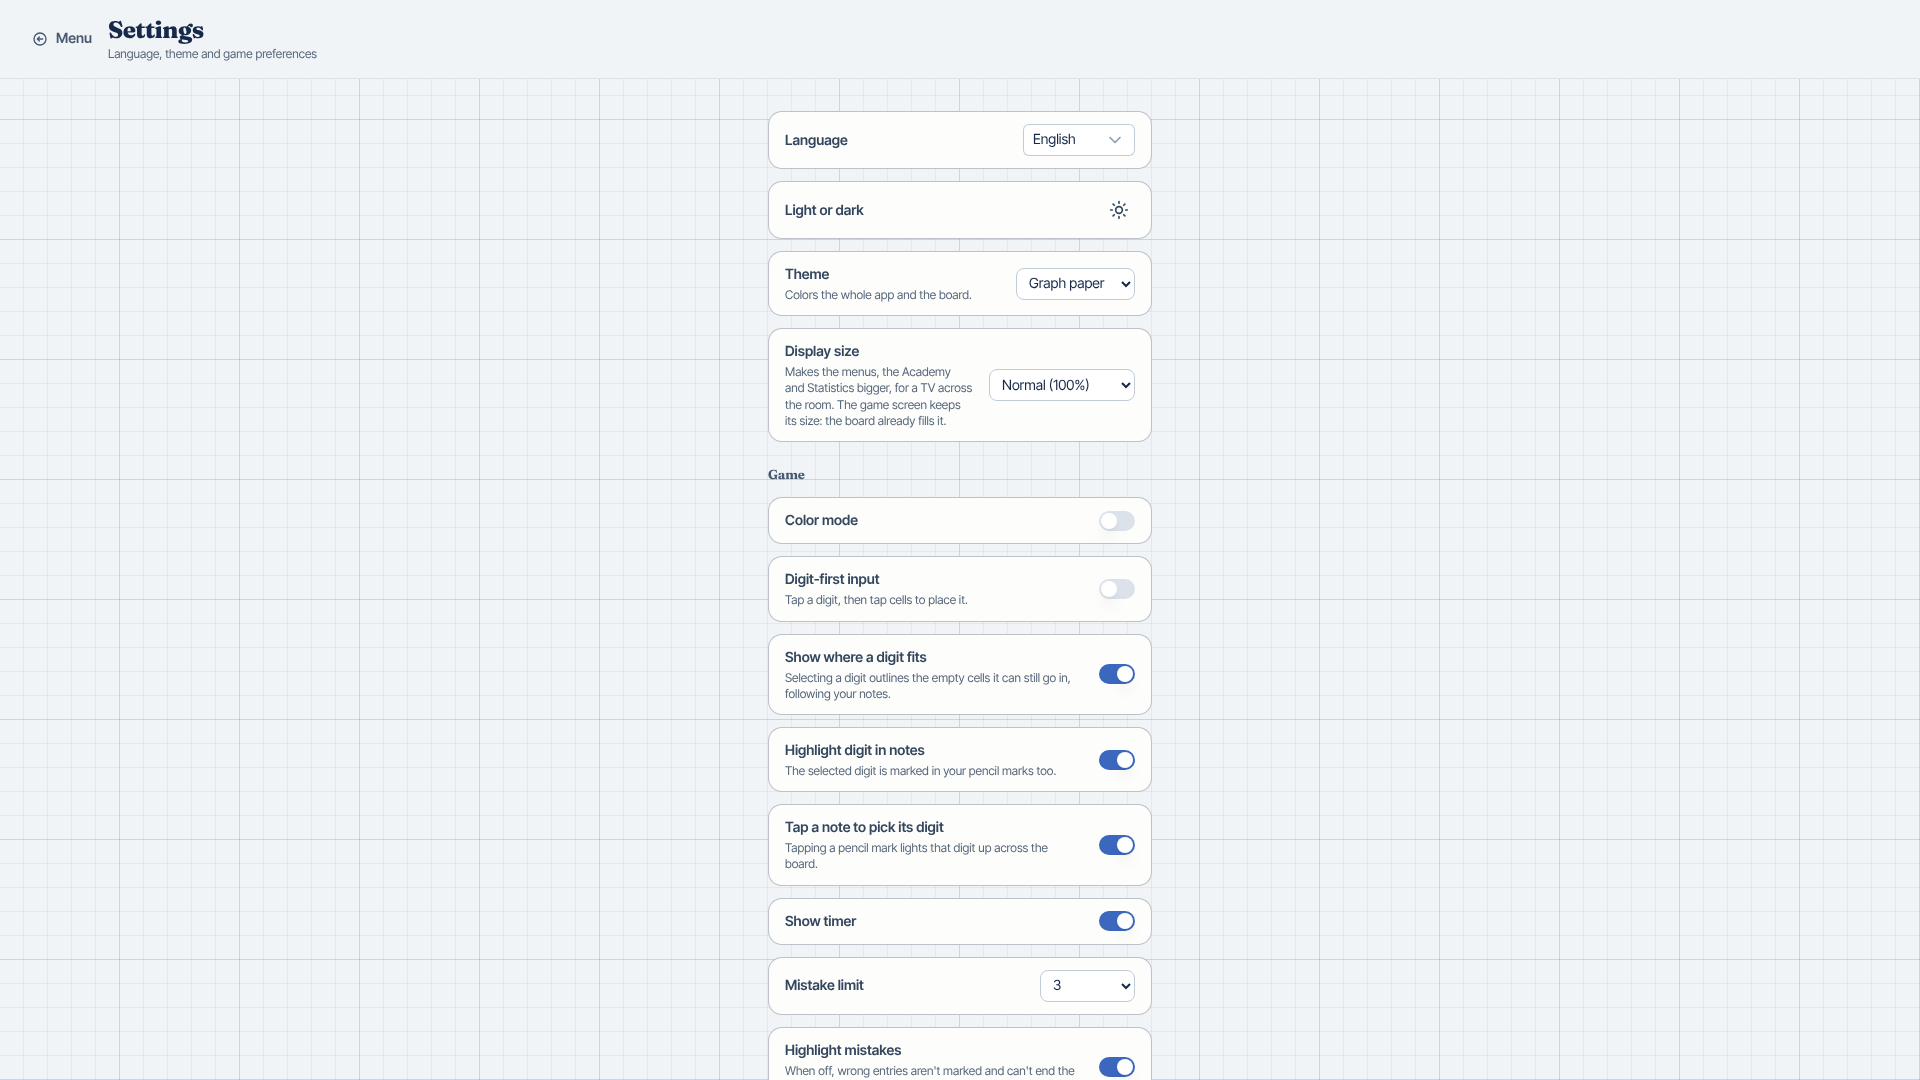 Menu
Settings
Language, theme and game preferences
Language
English
Light or dark
Theme
Colors the whole app and the board.
Graph paper
Display size
Makes the menus, the Academy
and Statistics bigger, for a TV across
the room. The game screen keeps
its size: the board already fills it.
Normal (100%)
Game
Color mode
Digit-first input
Tap a digit, then tap cells to place it.
Show where a digit fits
Selecting a digit outlines the empty cells it can still go in,
following your notes.
Highlight digit in notes
The selected digit is marked in your pencil marks too.
Tap a note to pick its digit
Tapping a pencil mark lights that digit up across the
board.
Show timer
Mistake limit
3
Highlight mistakes
When off, wrong entries aren't marked and can't end the